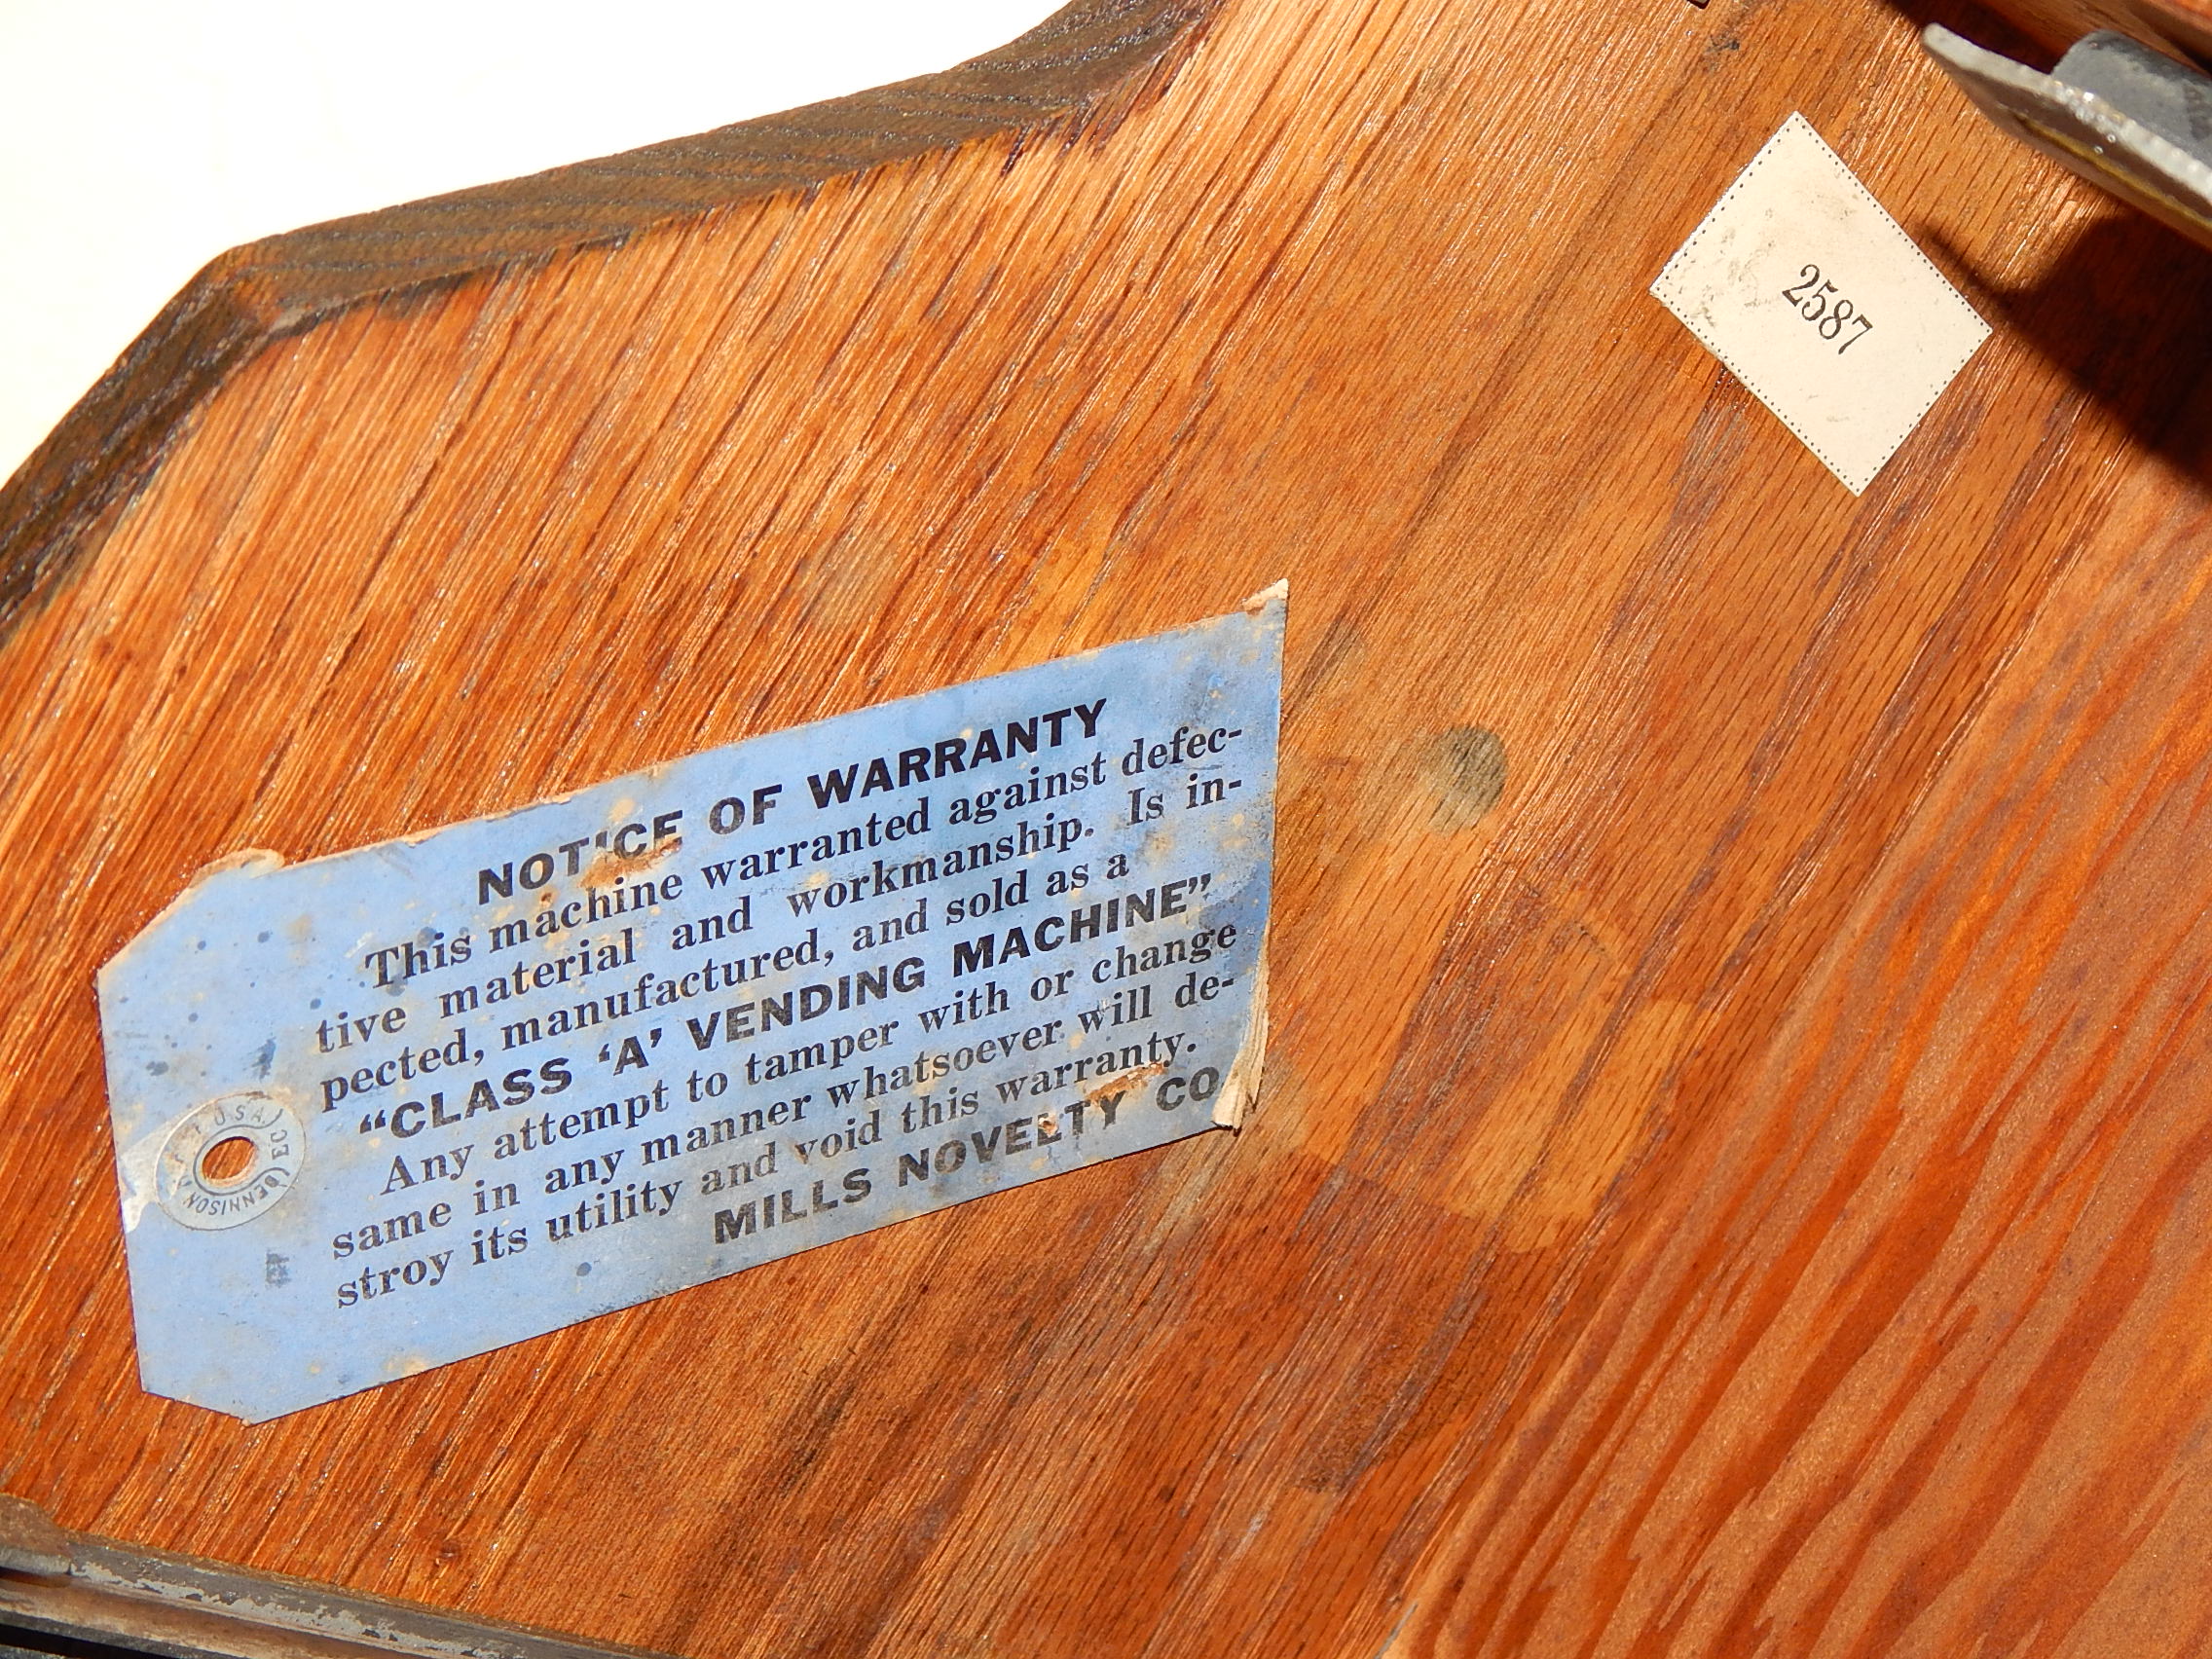 2587
NOTICE OF WARRANTY
This machine warranted against defec-
tive material and workmanship. Is in-
pected, manufactured, and sold as a
“CLASS ‘A’ VENDING MACHINE”
Any attempt to tamper with or change
same in any manner whatsoever will de-
stroy its utility and void this warranty.
MILLS NOVELTY CO
U.S.A.
DENNISON